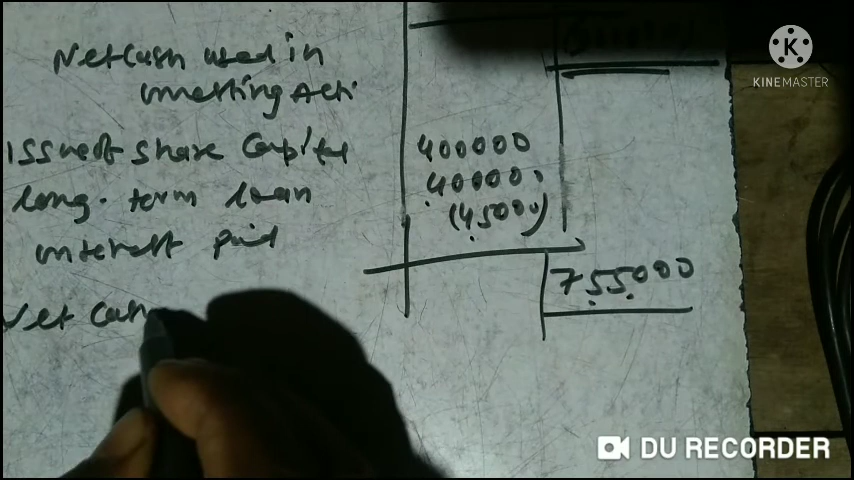 Net Cash used in
investing Acti
Issue of Share Capital 400000
long-term loan 400000
interest paid (45000)
755000
Net Cash
K
KINEMASTER
DU RECORDER